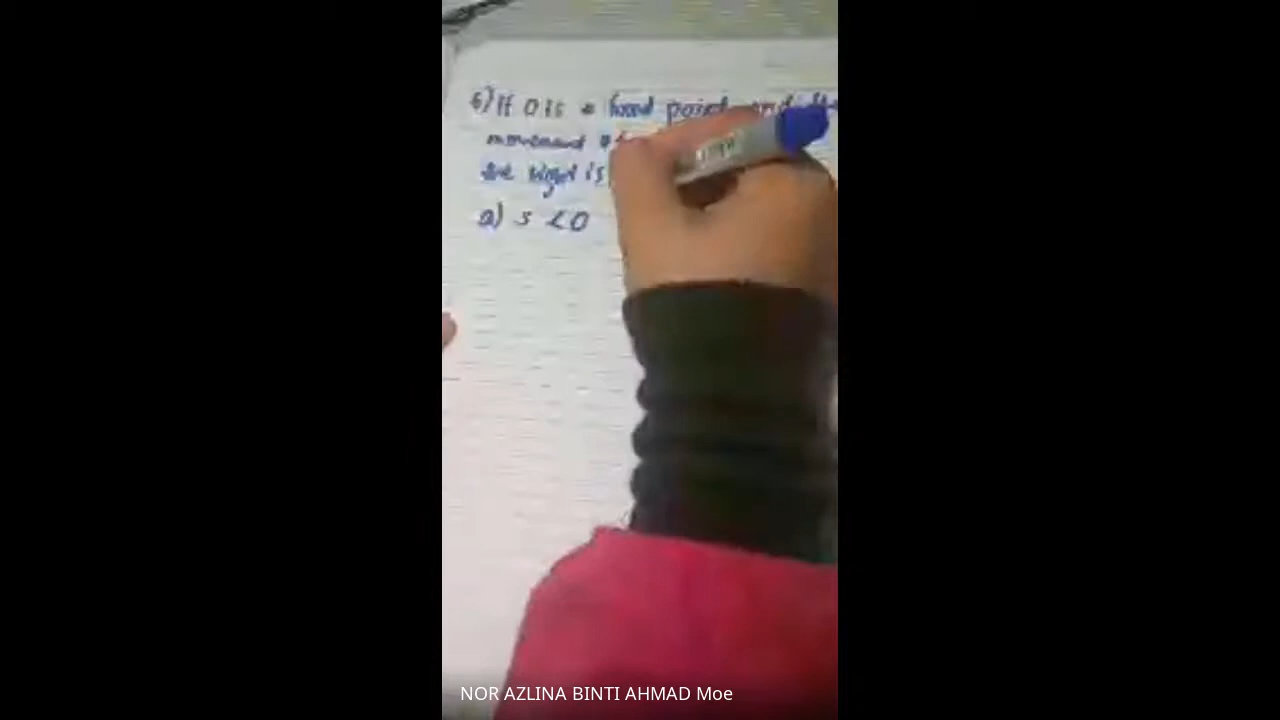 6) If O is a fixed point and the
movement
the right is
a) s < 0
NOR AZLINA BINTI AHMAD Moe